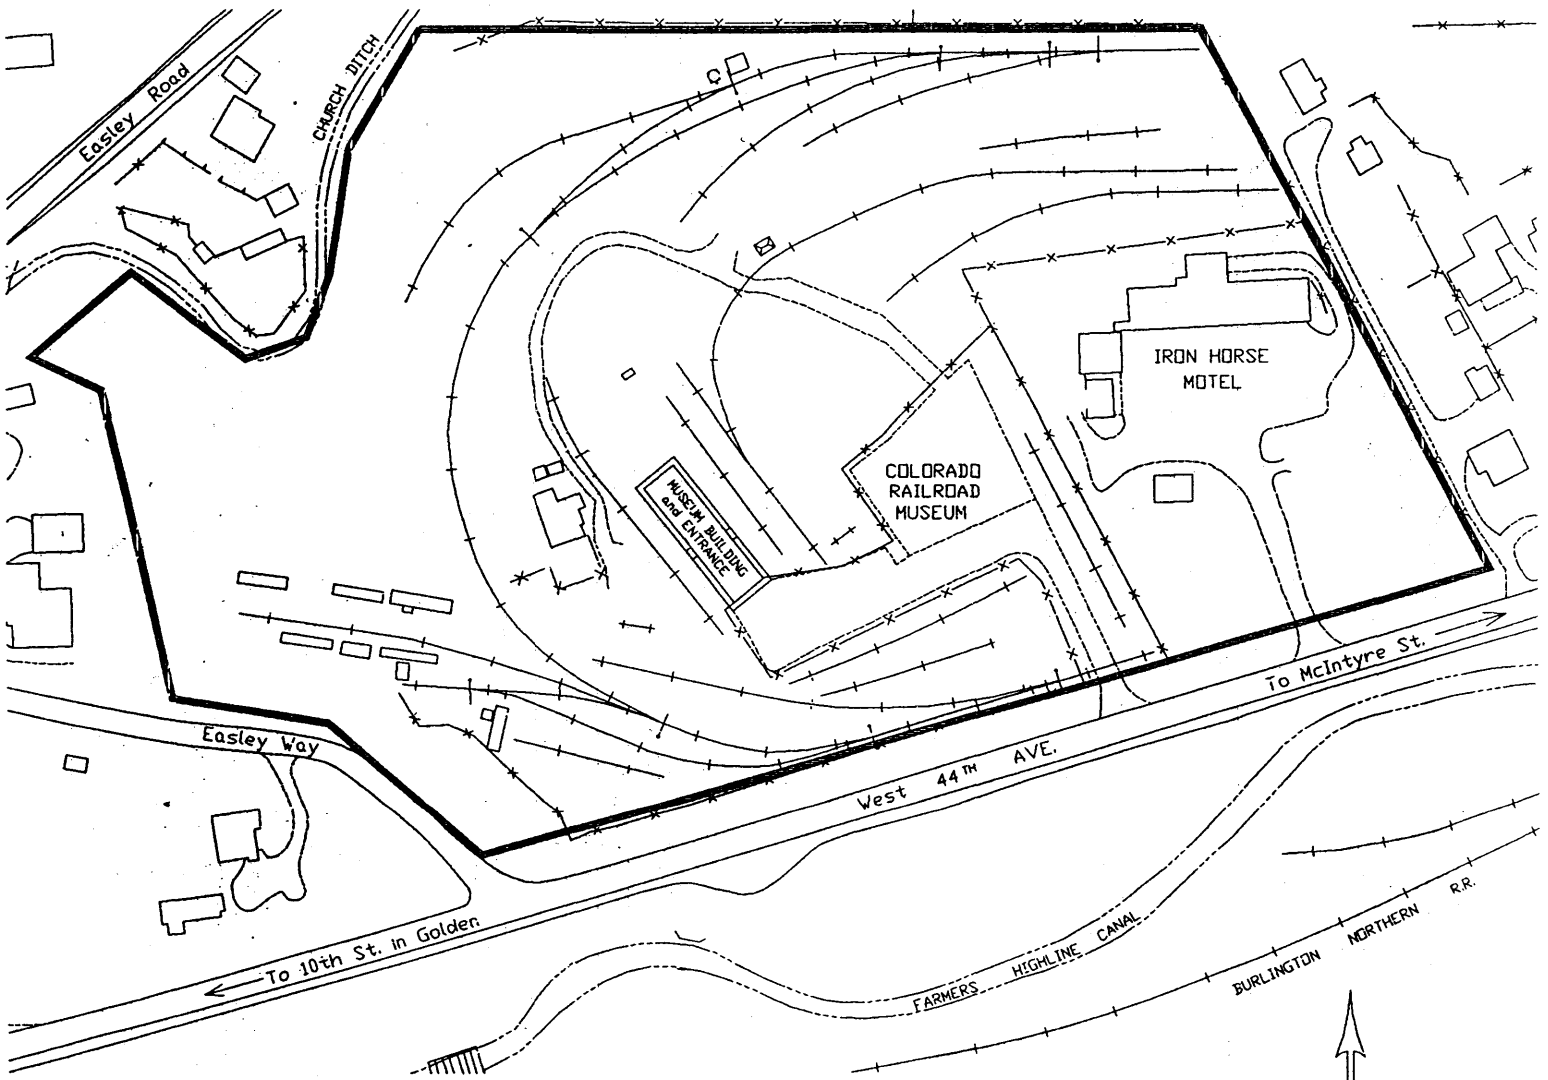 Easley Road
CHURCH DITCH
IRON HORSE
MOTEL
COLORADO
RAILROAD
MUSEUM
MUSEUM BUILDING
and ENTRANCE
Easley Way
West 44TH AVE.
To McIntyre St.
To 10th St. in Golden
FARMERS HIGHLINE CANAL
BURLINGTON NORTHERN R.R.